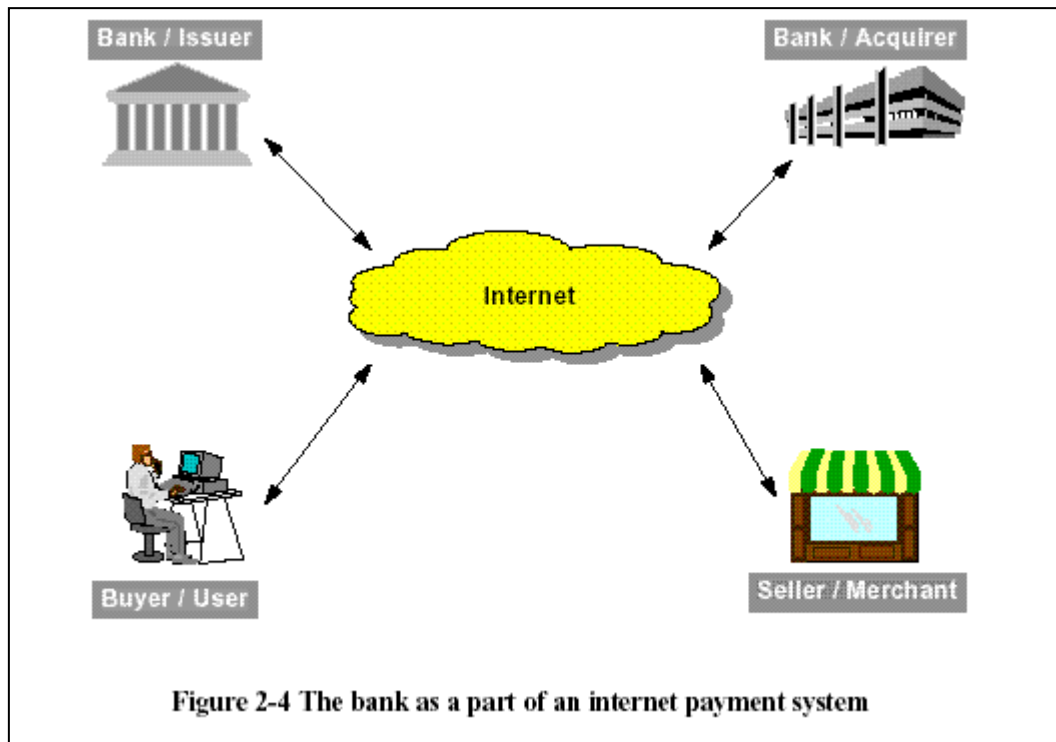 Bank / Issuer
Bank / Acquirer
Internet
Buyer / User
Seller / Merchant
Figure 2-4 The bank as a part of an internet payment system